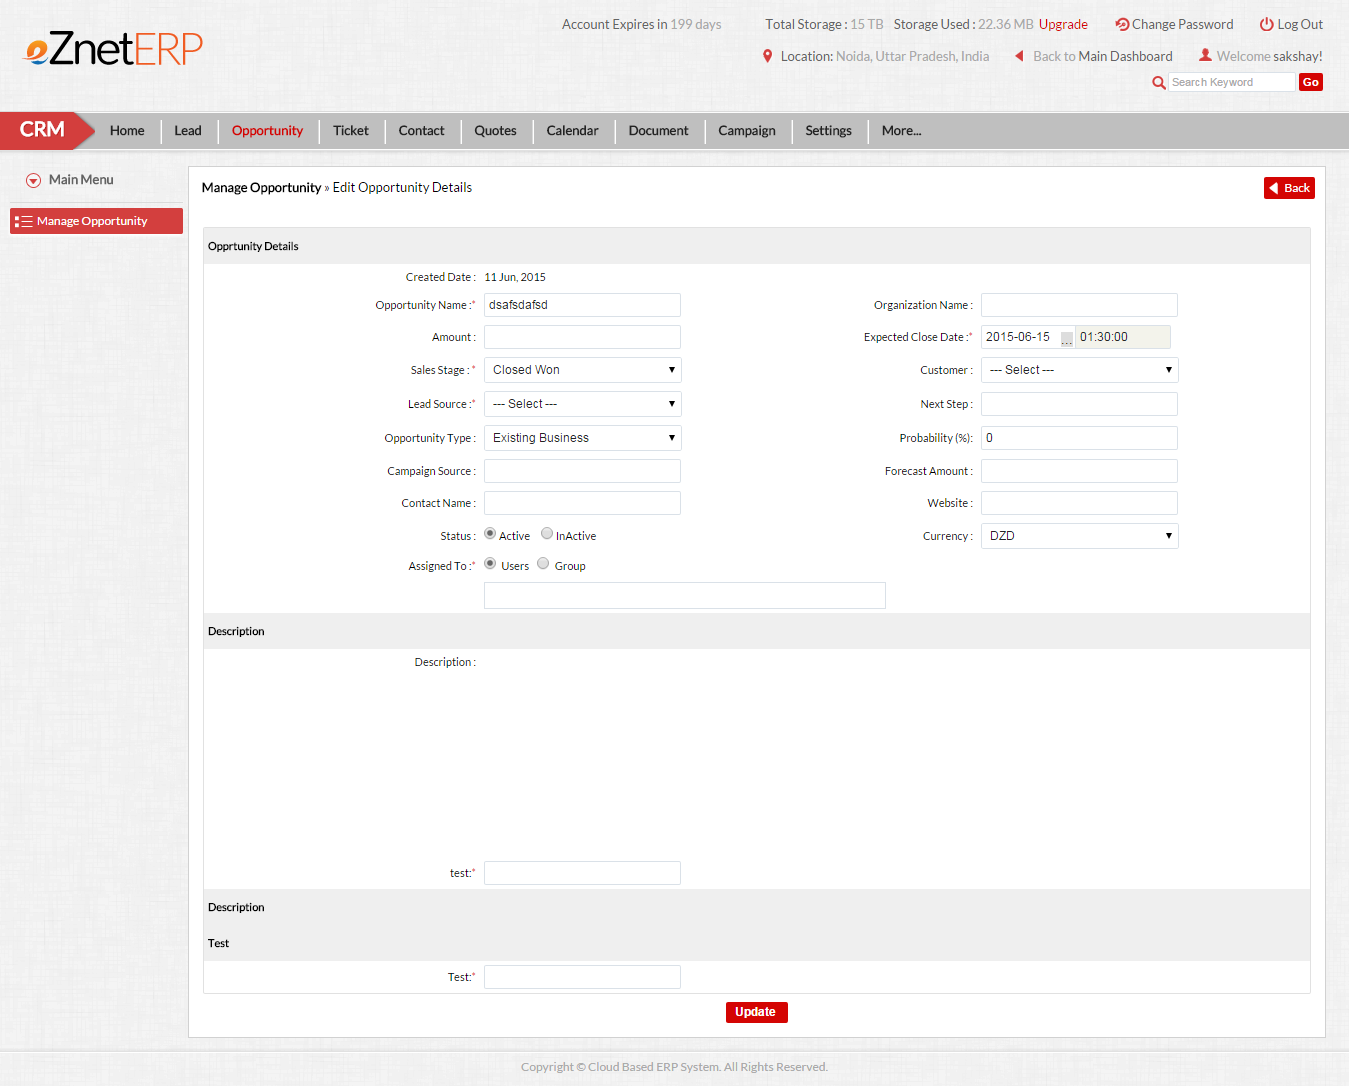 Account Expires in 199 days Total Storage : 15 TB Storage Used : 22.36 MB Upgrade Change Password Log Out
eZnetERP
Location: Noida, Uttar Pradesh, India Back to Main Dashboard Welcome sakshay!
Search Keyword Go
CRM Home Lead Opportunity Ticket Contact Quotes Calendar Document Campaign Settings More...
Main Menu
Manage Opportunity
Manage Opportunity » Edit Opportunity Details Back
Opprtunity Details
Created Date : 11 Jun, 2015
Opportunity Name :* dsafsdafsd Organization Name :
Amount : Expected Close Date :* 2015-06-15 ... 01:30:00
Sales Stage : * Closed Won Customer : --- Select ---
Lead Source :* --- Select --- Next Step :
Opportunity Type : Existing Business Probability (%): 0
Campaign Source : Forecast Amount :
Contact Name : Website :
Status : Active InActive Currency : DZD
Assigned To :* Users Group
Description
Description :
test:*
Description
Test
Test:*
Update
Copyright © Cloud Based ERP System. All Rights Reserved.